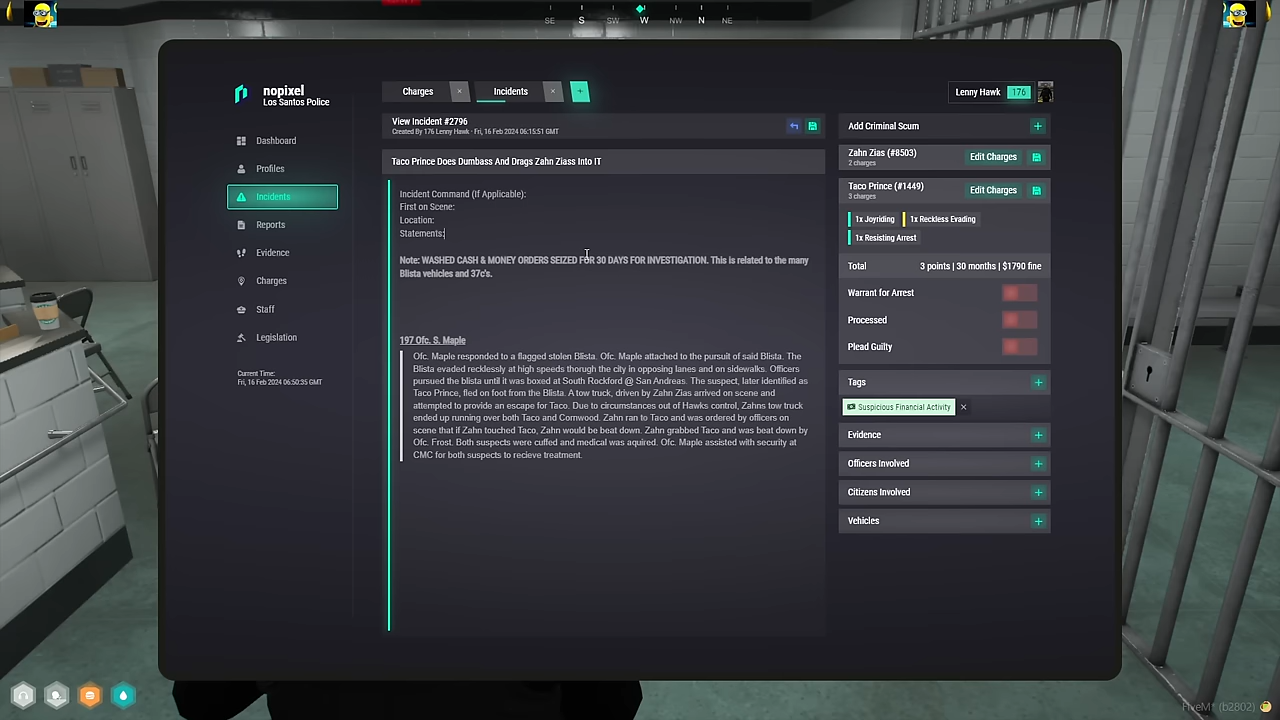 SE S SW W NW N NE
nopixel
Los Santos Police
Charges × Incidents × +
Lenny Hawk 176
Dashboard
Profiles
Incidents
Reports
Evidence
Charges
Staff
Legislation
Current Time:
Fri, 16 Feb 2024 06:50:35 GMT
View Incident #2796
Created By 176 Lenny Hawk · Fri, 16 Feb 2024 06:15:51 GMT
Taco Prince Does Dumbass And Drags Zahn Ziass Into IT
Incident Command (If Applicable):
First on Scene:
Location:
Statements:
Note: WASHED CASH & MONEY ORDERS SEIZED FOR 30 DAYS FOR INVESTIGATION. This is related to the many
Blista vehicles and 37c's.
197 Ofc. S. Maple
Ofc. Maple responded to a flagged stolen Blista. Ofc. Maple attached to the pursuit of said Blista. The
Blista evaded recklessly at high speeds thorugh the city in opposing lanes and on sidewalks. Officers
pursued the blista until it was boxed at South Rockford @ San Andreas. The suspect, later identified as
Taco Prince, fled on foot from the Blista. A tow truck, driven by Zahn Zias arrived on scene and
attempted to provide an escape for Taco. Due to circumstances out of Hawks control, Zahns tow truck
ended up running over both Taco and Cornwood. Zahn ran to Taco and was ordered by officers on
scene that if Zahn touched Taco, Zahn would be beat down. Zahn grabbed Taco and was beat down by
Ofc. Frost. Both suspects were cuffed and medical was aquired. Ofc. Maple assisted with security at
CMC for both suspects to recieve treatment.
Add Criminal Scum +
Zahn Zias (#8503)
2 charges
Edit Charges
Taco Prince (#1449)
3 charges
Edit Charges
1x Joyriding 1x Reckless Evading
1x Resisting Arrest
Total 3 points | 30 months | $1790 fine
Warrant for Arrest
Processed
Plead Guilty
Tags +
Suspicious Financial Activity ×
Evidence +
Officers Involved +
Citizens Involved +
Vehicles +
FiveM† (b2802)